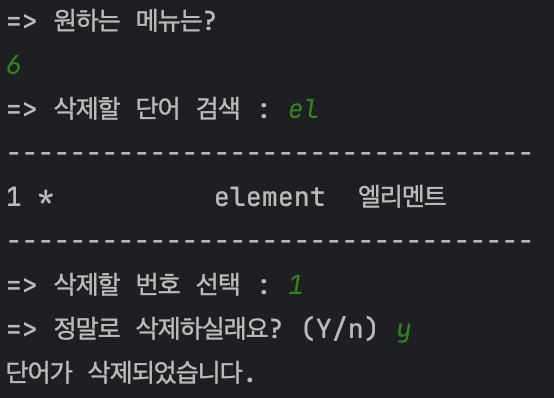 => 원하는 메뉴는?
6
=> 삭제할 단어 검색 : el
--------------------------------
1 *          element  엘리멘트
--------------------------------
=> 삭제할 번호 선택 : 1
=> 정말로 삭제하실래요? (Y/n) y
단어가 삭제되었습니다.